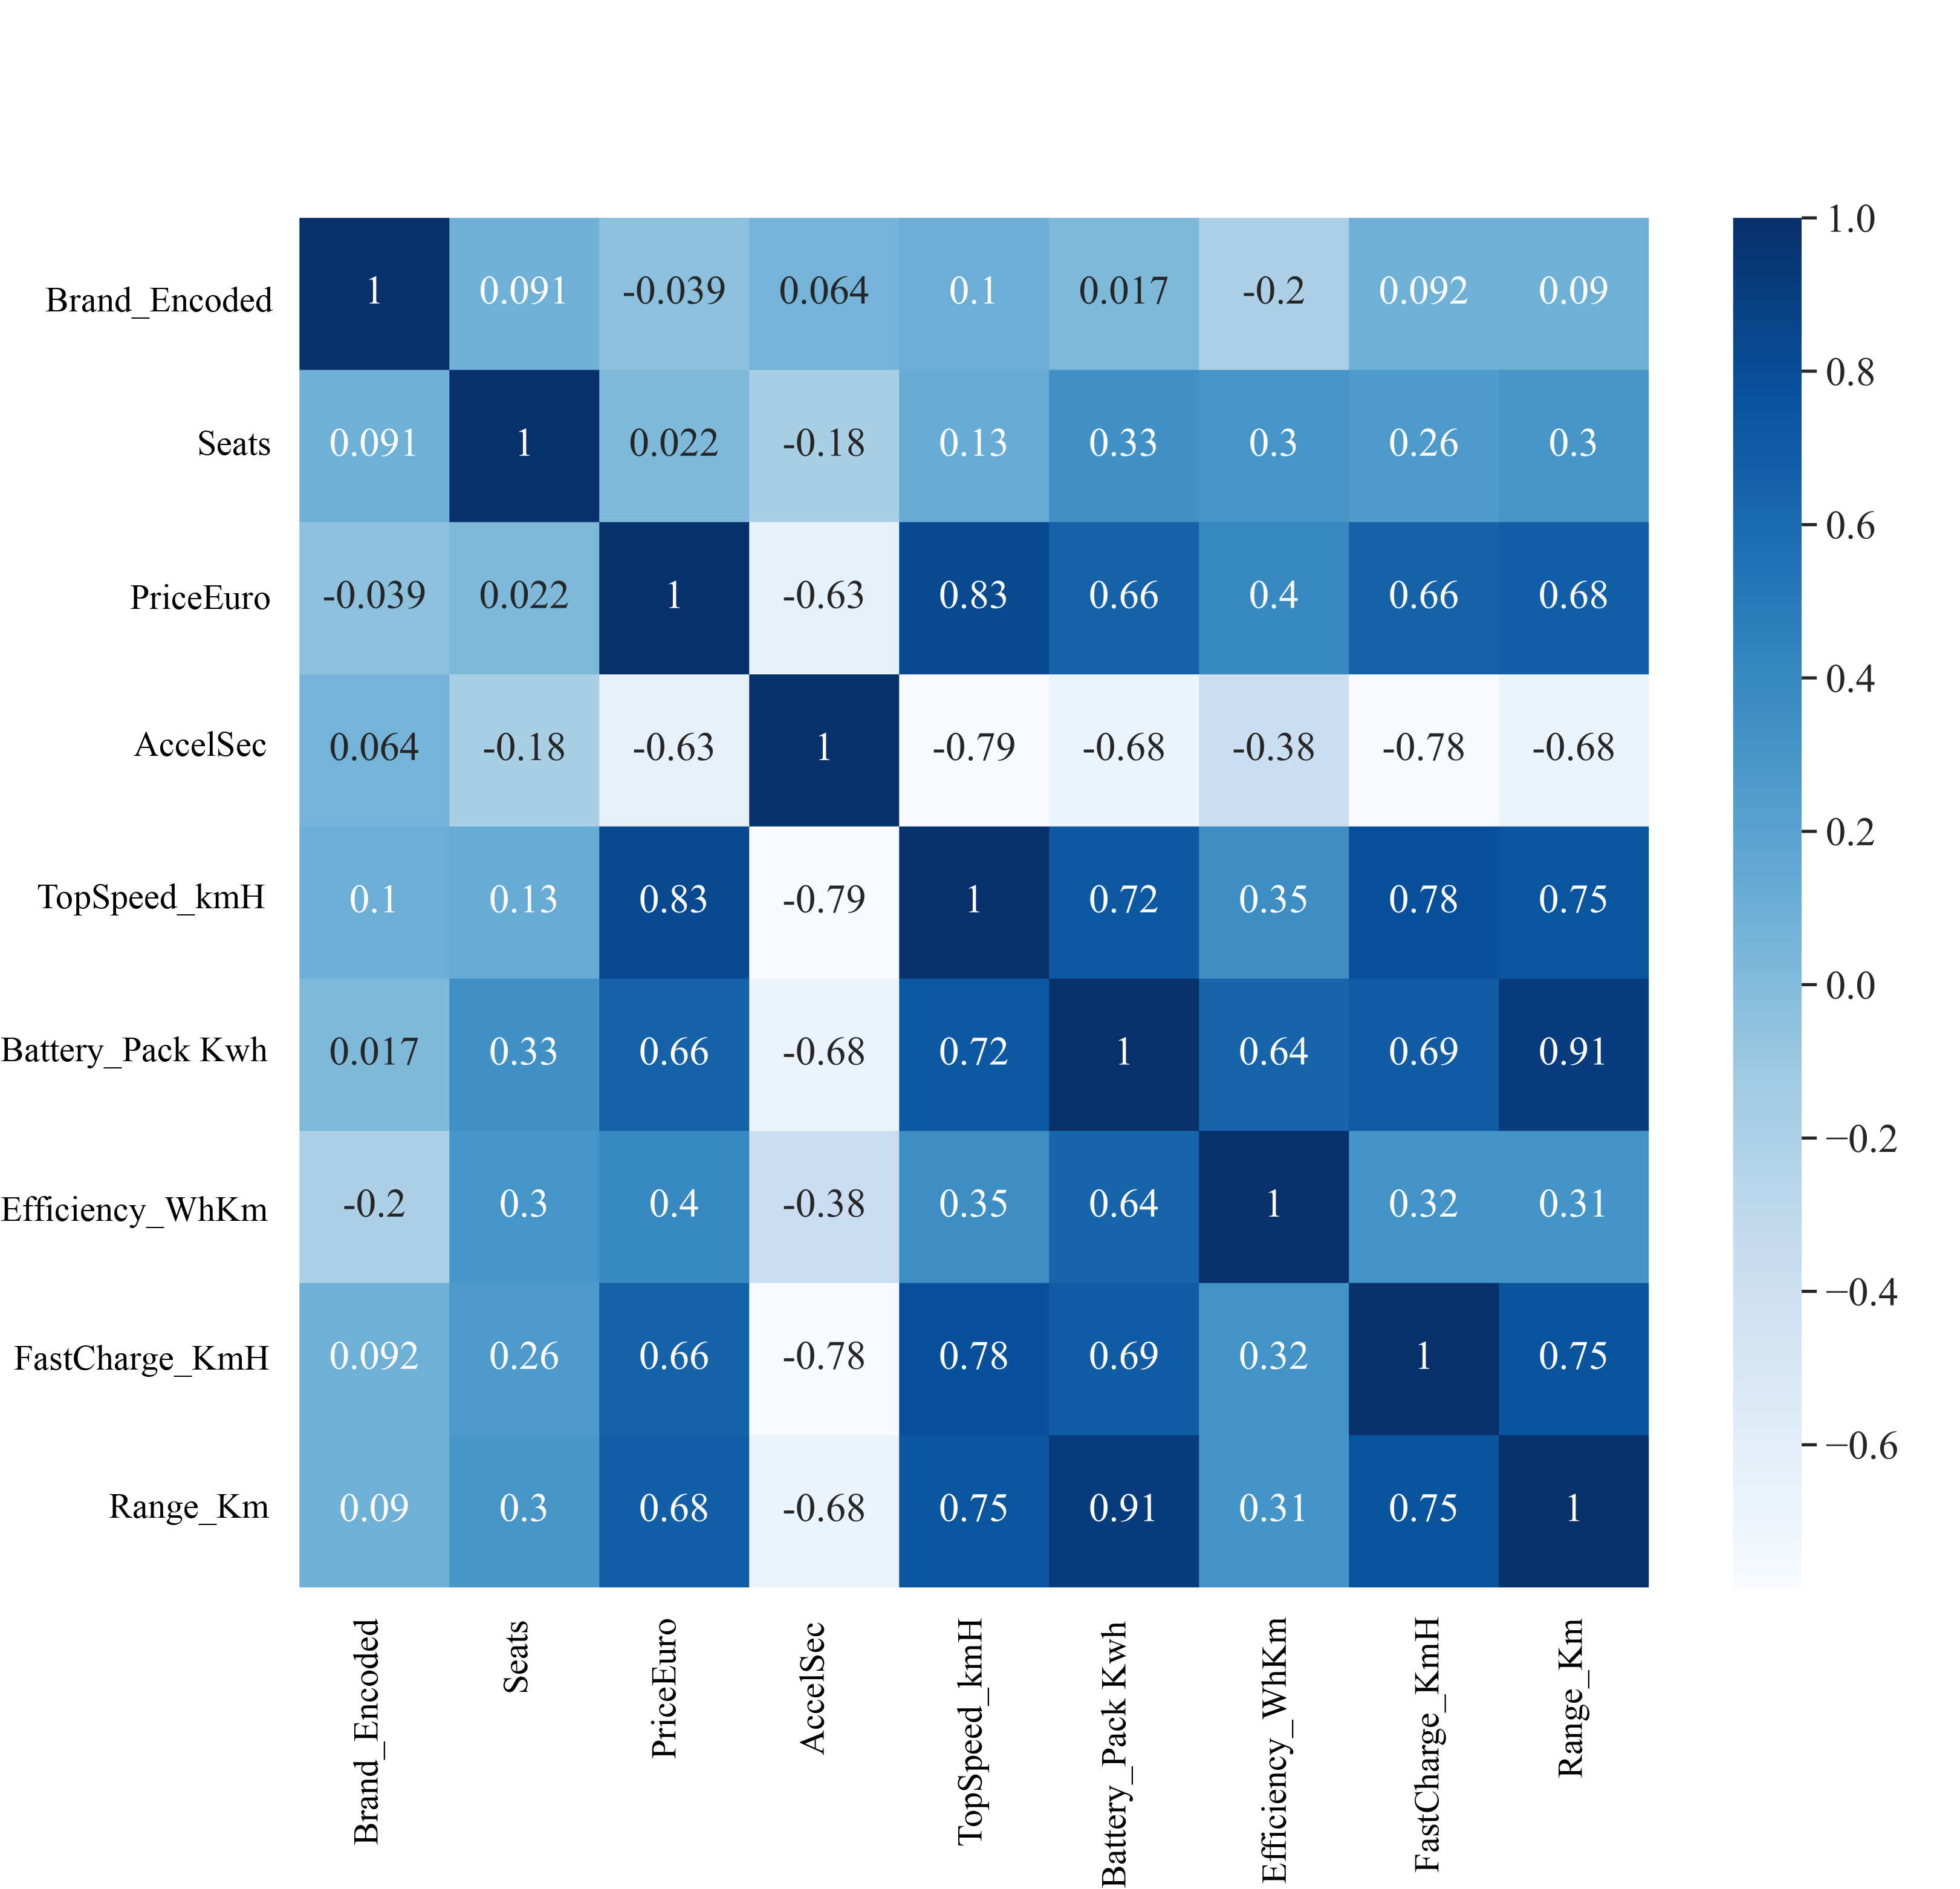 Brand_Encoded 1 0.091 -0.039 0.064 0.1 0.017 -0.2 0.092 0.09
Seats 0.091 1 0.022 -0.18 0.13 0.33 0.3 0.26 0.3
PriceEuro -0.039 0.022 1 -0.63 0.83 0.66 0.4 0.66 0.68
AccelSec 0.064 -0.18 -0.63 1 -0.79 -0.68 -0.38 -0.78 -0.68
TopSpeed_kmH 0.1 0.13 0.83 -0.79 1 0.72 0.35 0.78 0.75
Battery_Pack Kwh 0.017 0.33 0.66 -0.68 0.72 1 0.64 0.69 0.91
Efficiency_WhKm -0.2 0.3 0.4 -0.38 0.35 0.64 1 0.32 0.31
FastCharge_KmH 0.092 0.26 0.66 -0.78 0.78 0.69 0.32 1 0.75
Range_Km 0.09 0.3 0.68 -0.68 0.75 0.91 0.31 0.75 1
Brand_Encoded
Seats
PriceEuro
AccelSec
TopSpeed_kmH
Battery_Pack Kwh
Efficiency_WhKm
FastCharge_KmH
Range_Km
1.0
0.8
0.6
0.4
0.2
0.0
−0.2
−0.4
−0.6